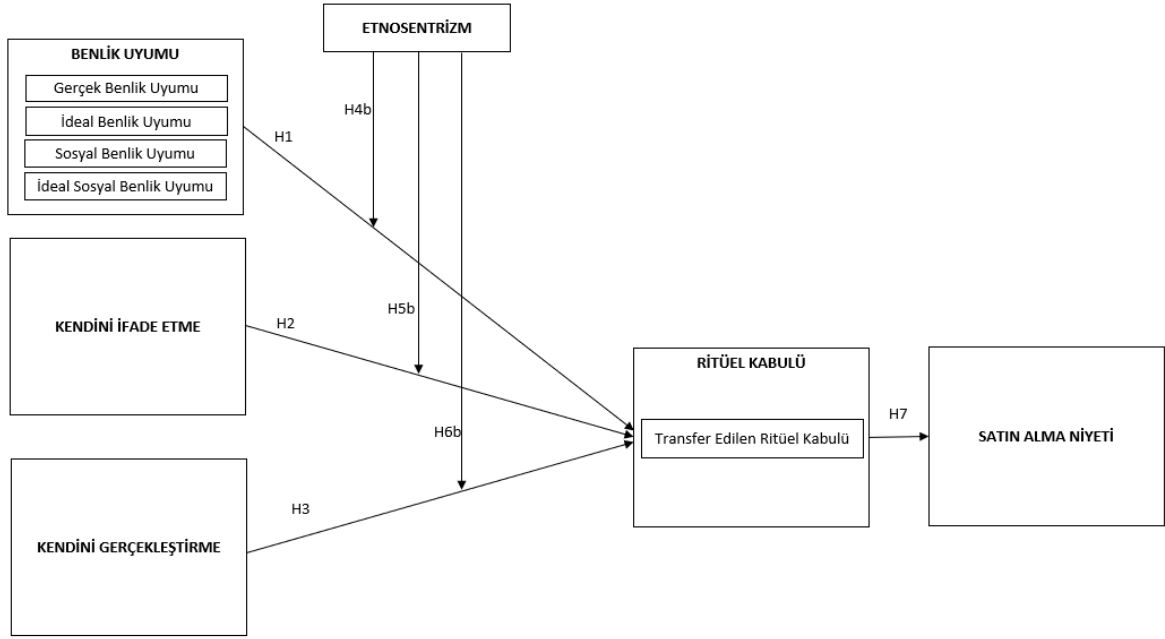 ETNOSENTRİZM
BENLİK UYUMU
Gerçek Benlik Uyumu
İdeal Benlik Uyumu
Sosyal Benlik Uyumu
İdeal Sosyal Benlik Uyumu
H1
H4b
KENDİNİ İFADE ETME
H2
H5b
KENDİNİ GERÇEKLEŞTİRME
H3
H6b
RİTÜEL KABULÜ
Transfer Edilen Ritüel Kabulü
H7
SATIN ALMA NİYETİ